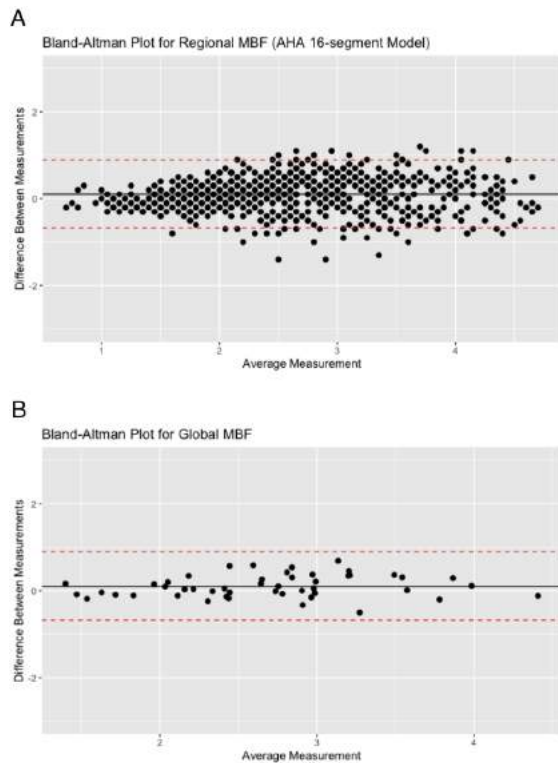 A
Bland-Altman Plot for Regional MBF (AHA 16-segment Model)
2
0
-2
Difference Between Measurements
1 2 3 4
Average Measurement
B
Bland-Altman Plot for Global MBF
2
0
-2
Difference Between Measurements
2 3 4
Average Measurement